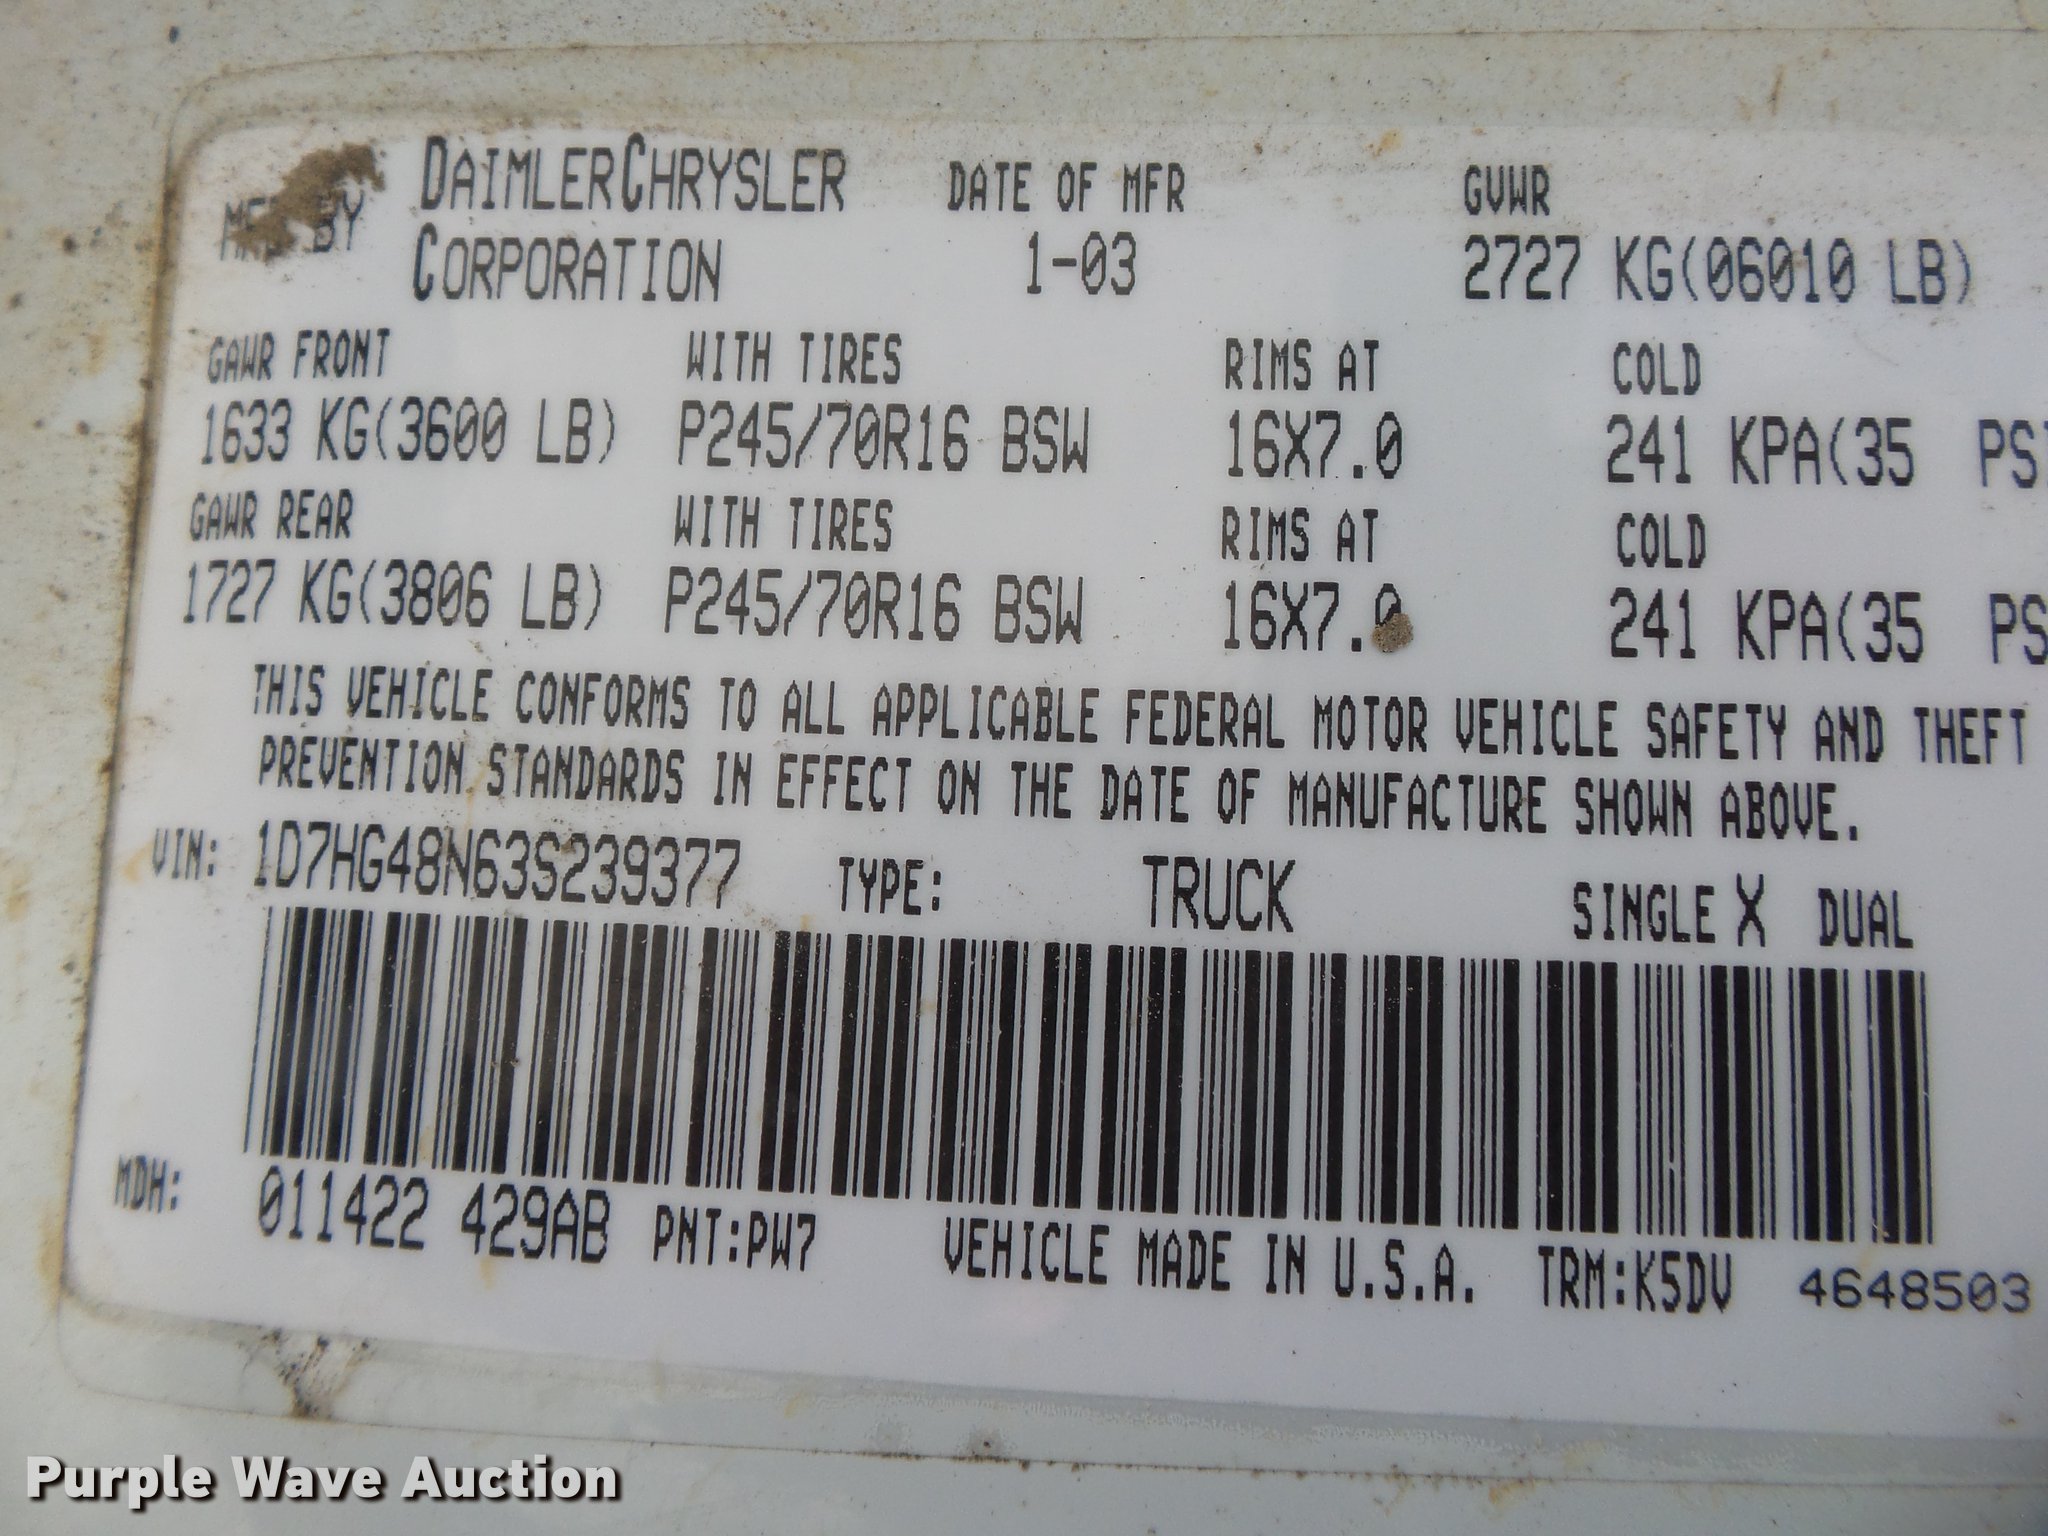 MFD BY DAIMLERCHRYSLER CORPORATION DATE OF MFR 1-03 GVWR 2727 KG(06010 LB)
GAWR FRONT WITH TIRES RIMS AT COLD
1633 KG(3600 LB) P245/70R16 BSW 16X7.0 241 KPA(35 PSI
GAWR REAR WITH TIRES RIMS AT COLD
1727 KG(3806 LB) P245/70R16 BSW 16X7.0 241 KPA(35 PS
THIS VEHICLE CONFORMS TO ALL APPLICABLE FEDERAL MOTOR VEHICLE SAFETY AND THEFT
PREVENTION STANDARDS IN EFFECT ON THE DATE OF MANUFACTURE SHOWN ABOVE.
VIN: 1D7HG48N63S239377 TYPE: TRUCK SINGLE X DUAL
MDH: 011422 429AB PNT:PW7 VEHICLE MADE IN U.S.A. TRM:K5DV 4648503
Purple Wave Auction